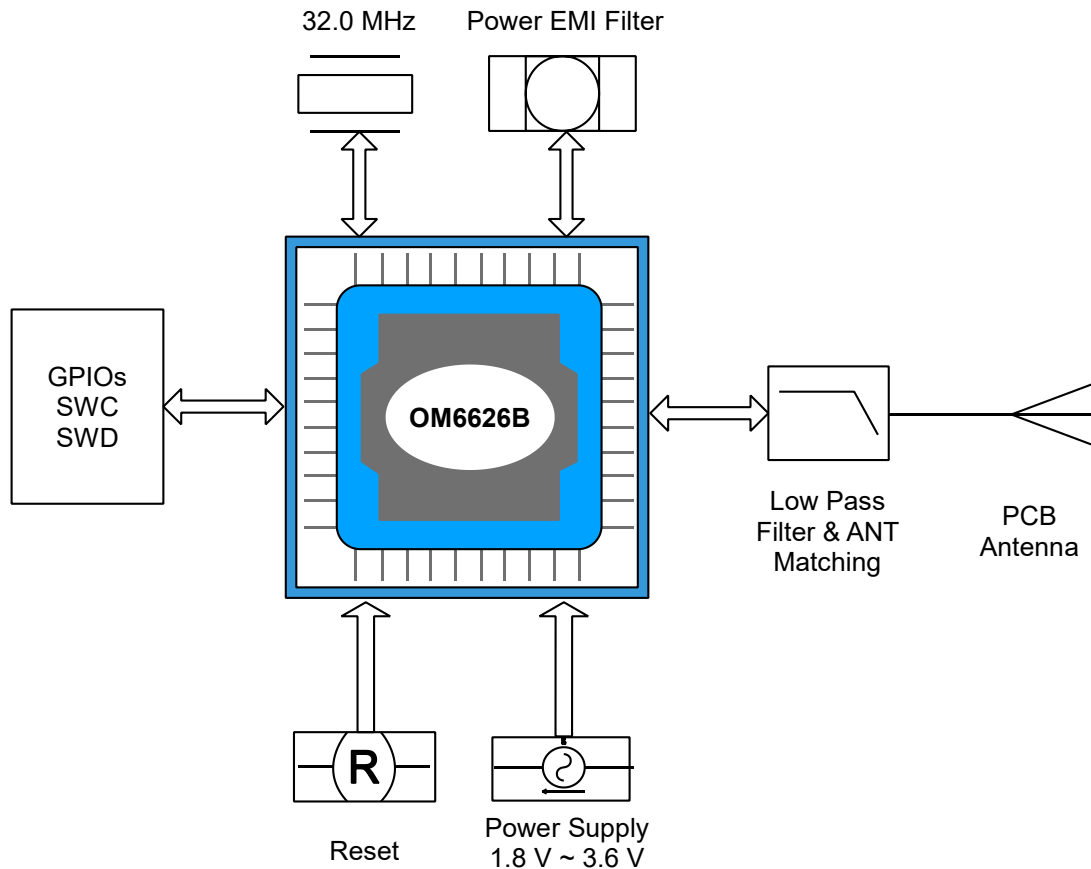 32.0 MHz
Power EMI Filter
GPIOs
SWC
SWD
OM6626B
Low Pass
Filter & ANT
Matching
PCB
Antenna
R
Reset
Power Supply
1.8 V ~ 3.6 V